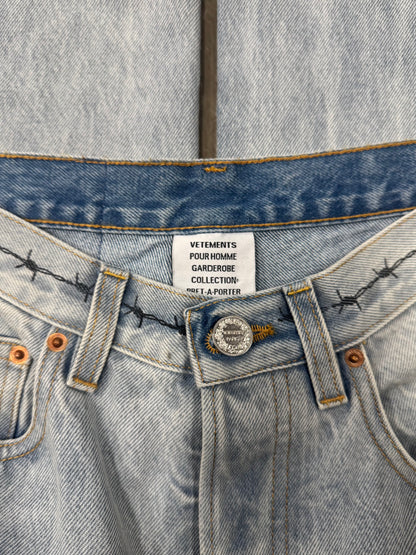 VETEMENTS
POUR HOMME
GARDEROBE
COLLECTION-
PRET-A-PORTER